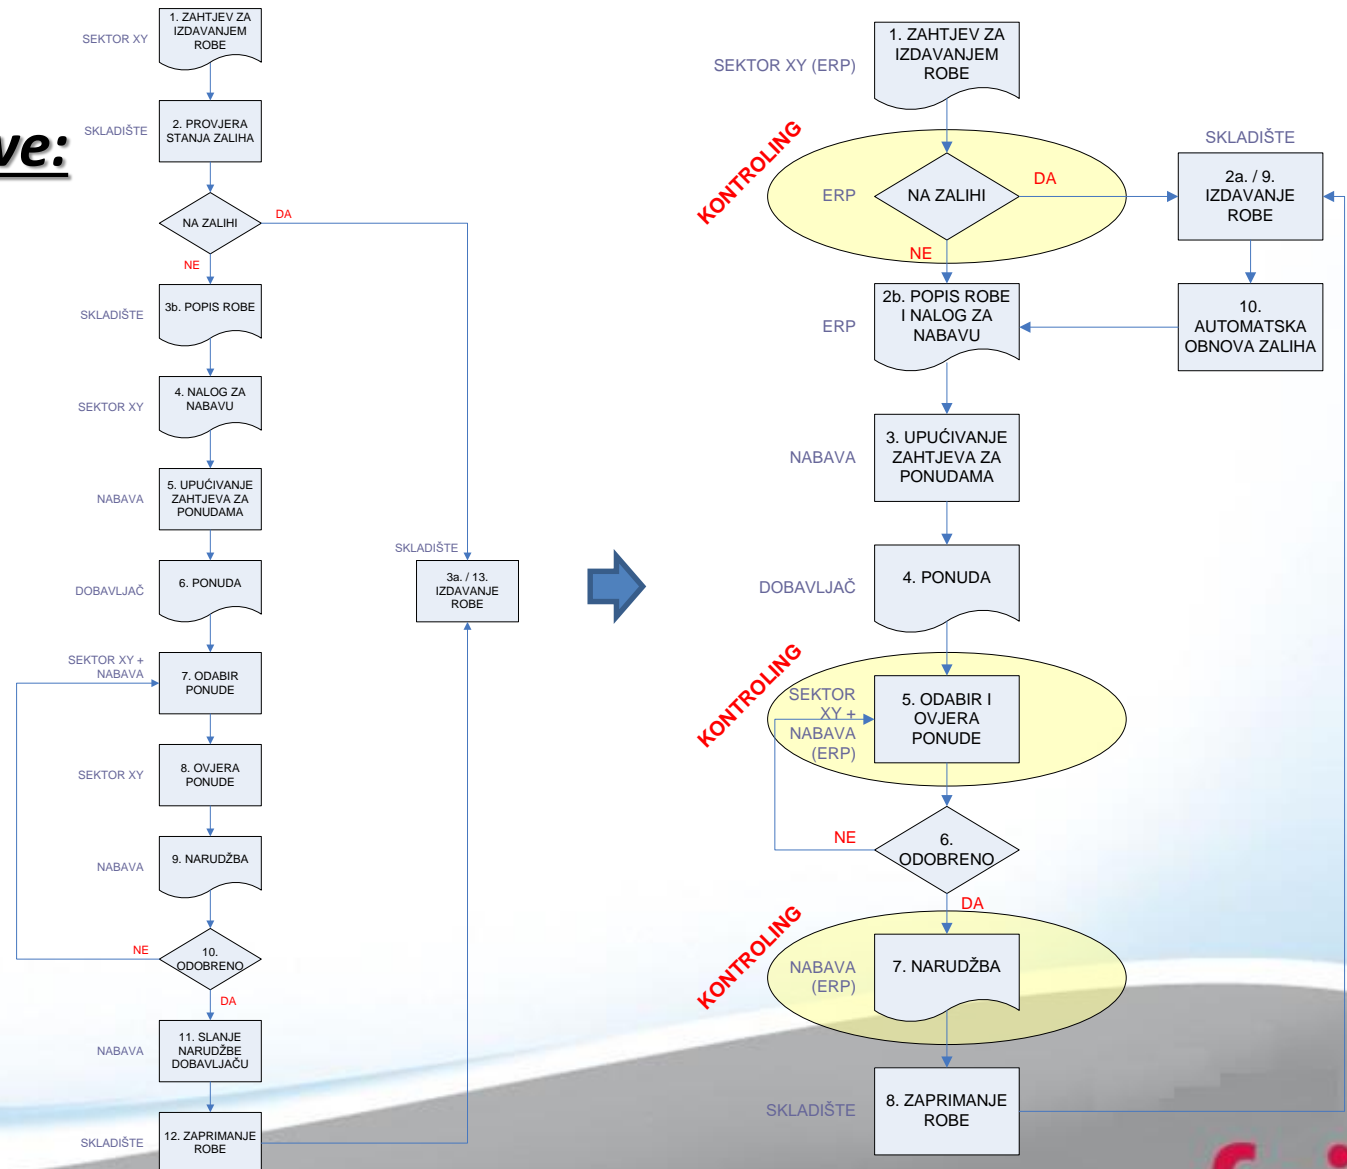 ve:
SEKTOR XY
1. ZAHTJEV ZA
IZDAVANJEM
ROBE
SKLADIŠTE
2. PROVJERA
STANJA ZALIHA
NA ZALIHI
DA
NE
SKLADIŠTE
3b. POPIS ROBE
SEKTOR XY
4. NALOG ZA
NABAVU
NABAVA
5. UPUĆIVANJE
ZAHTJEVA ZA
PONUDAMA
SKLADIŠTE
3a. / 13.
IZDAVANJE
ROBE
DOBAVLJAČ
6. PONUDA
SEKTOR XY +
NABAVA
7. ODABIR
PONUDE
SEKTOR XY
8. OVJERA
PONUDE
NABAVA
9. NARUDŽBA
NE
10.
ODOBRENO
DA
NABAVA
11. SLANJE
NARUDŽBE
DOBAVLJAČU
SKLADIŠTE
12. ZAPRIMANJE
ROBE
SEKTOR XY (ERP)
1. ZAHTJEV ZA
IZDAVANJEM
ROBE
KONTROLING
ERP
NA ZALIHI
DA
NE
SKLADIŠTE
2a. / 9.
IZDAVANJE
ROBE
10.
AUTOMATSKA
OBNOVA ZALIHA
ERP
2b. POPIS ROBE
I NALOG ZA
NABAVU
NABAVA
3. UPUĆIVANJE
ZAHTJEVA ZA
PONUDAMA
DOBAVLJAČ
4. PONUDA
KONTROLING
SEKTOR
XY +
NABAVA
(ERP)
5. ODABIR I
OVJERA
PONUDE
NE
6.
ODOBRENO
DA
KONTROLING
NABAVA
(ERP)
7. NARUDŽBA
SKLADIŠTE
8. ZAPRIMANJE
ROBE